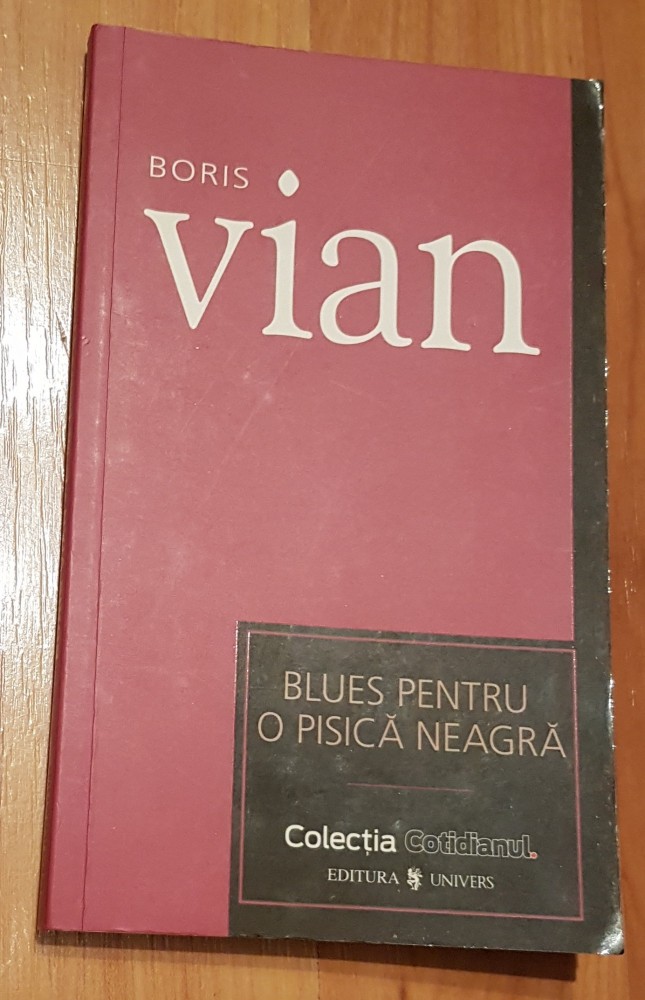 BORIS
vian
BLUES PENTRU
O PISICĂ NEAGRĂ
Colecția Cotidianul.
EDITURA UNIVERS